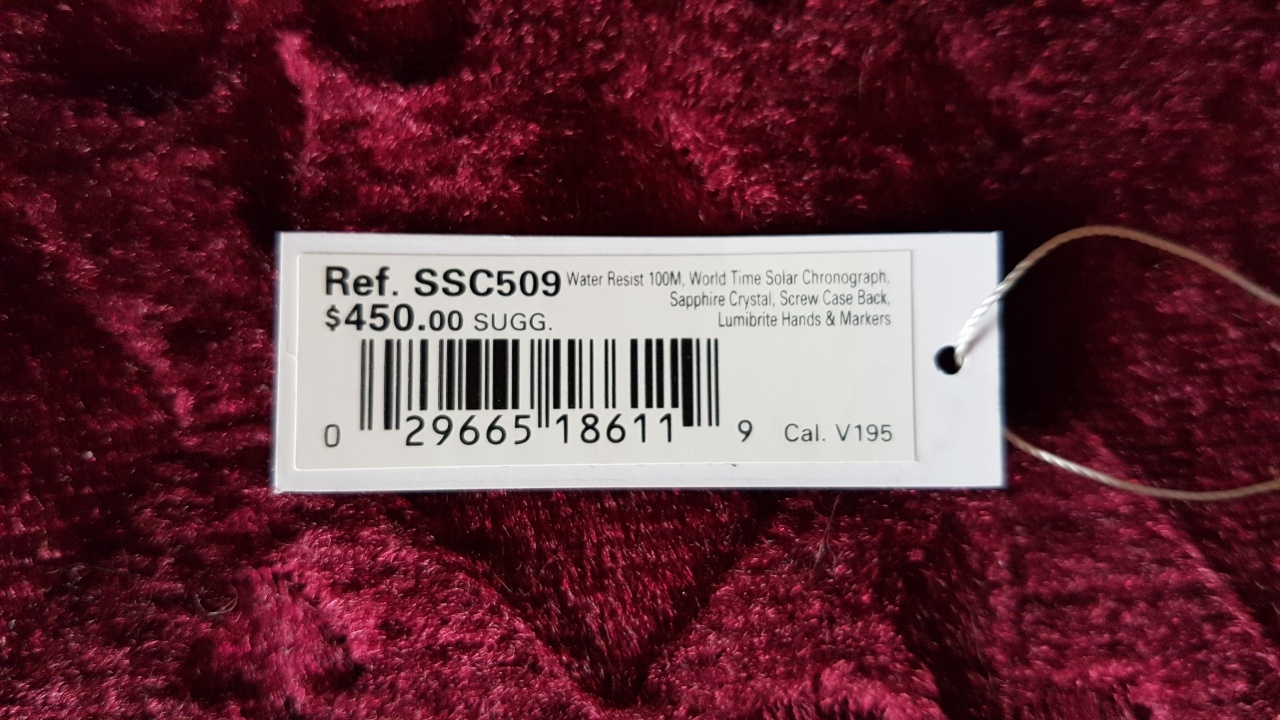 Ref. SSC509 Water Resist 100M, World Time Solar Chronograph,
Sapphire Crystal, Screw Case Back,
$450.00 SUGG. Lumibrite Hands & Markers
0 29665 18611 9 Cal. V195